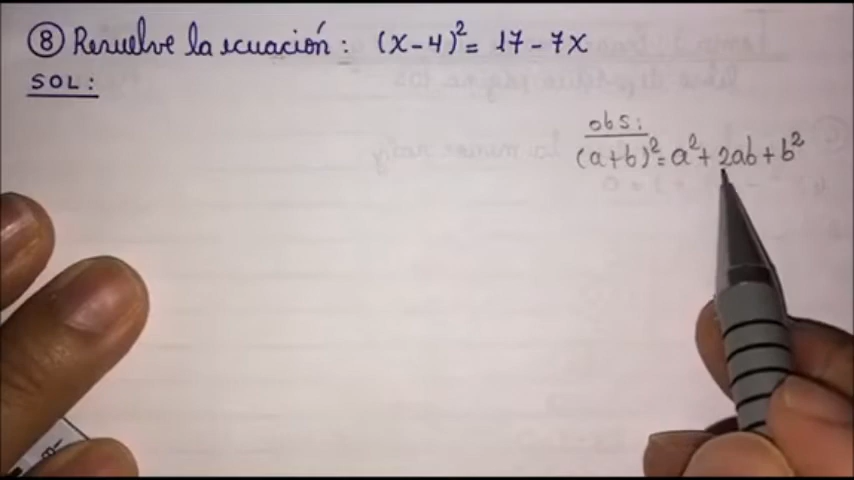 ⑧ Resuelve la ecuación : (x-4)² = 17 - 7x
SOL :
obs :
(a+b)² = a² + 2ab + b²